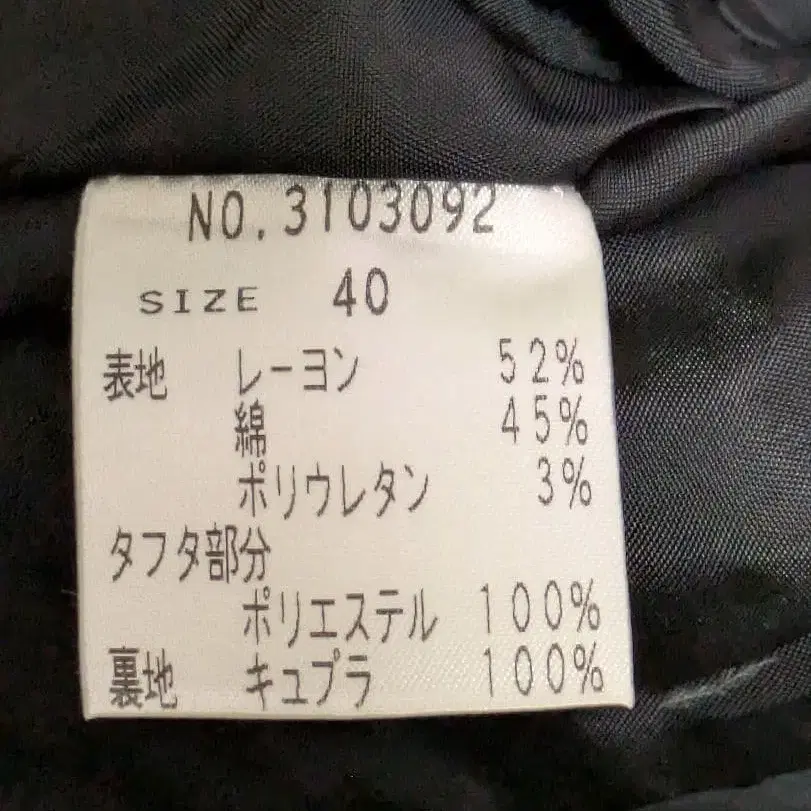 NO.3103092
SIZE 40
表地 レーヨン 52%
綿 45%
ポリウレタン 3%
タフタ部分
ポリエステル 100%
裏地 キュプラ 100%